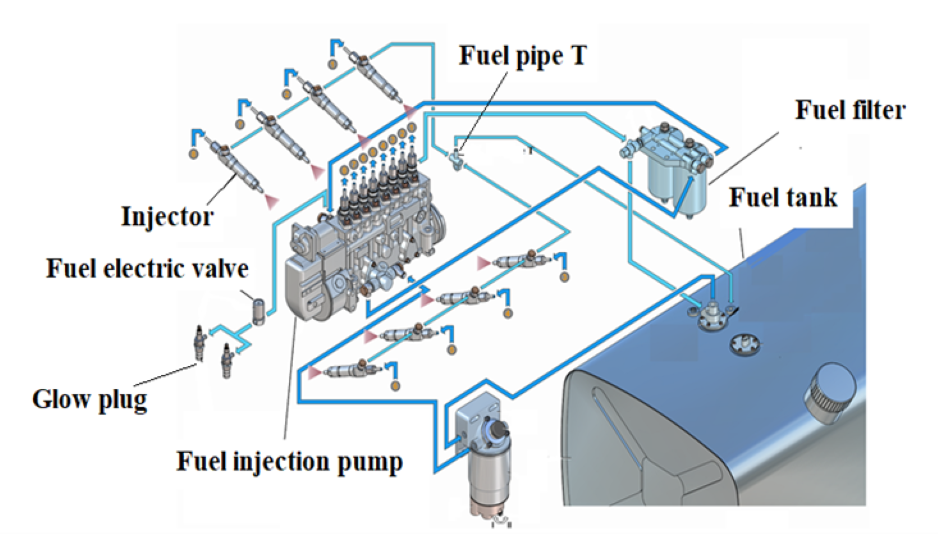 Fuel pipe T
Fuel filter
Injector
Fuel tank
Fuel electric valve
Glow plug
Fuel injection pump